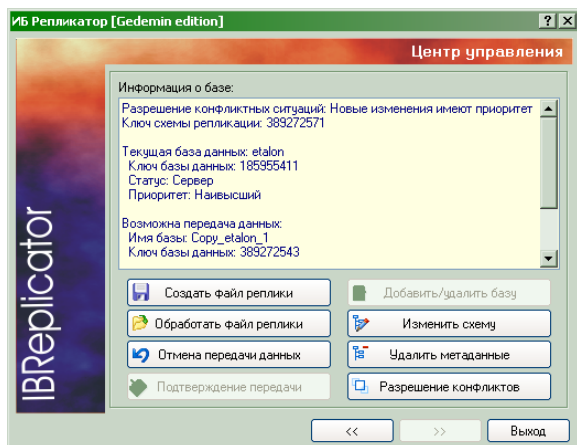 ИБ Репликатор [Gedemin edition]
Центр управления
Информация о базе:
Разрешение конфликтных ситуаций: Новые изменения имеют приоритет
Ключ схемы репликации: 389272571
Текущая база данных: etalon
Ключ базы данных: 185955411
Статус: Сервер
Приоритет: Наивысший
Возможна передача данных:
Имя базы: Copy_etalon_1
Ключ базы данных: 389272543
IBReplicator
Создать файл реплики
Добавить/удалить базу
Обработать файл реплики
Изменить схему
Отмена передачи данных
Удалить метаданные
Подтверждение передачи
Разрешение конфликтов
<<
>>
Выход